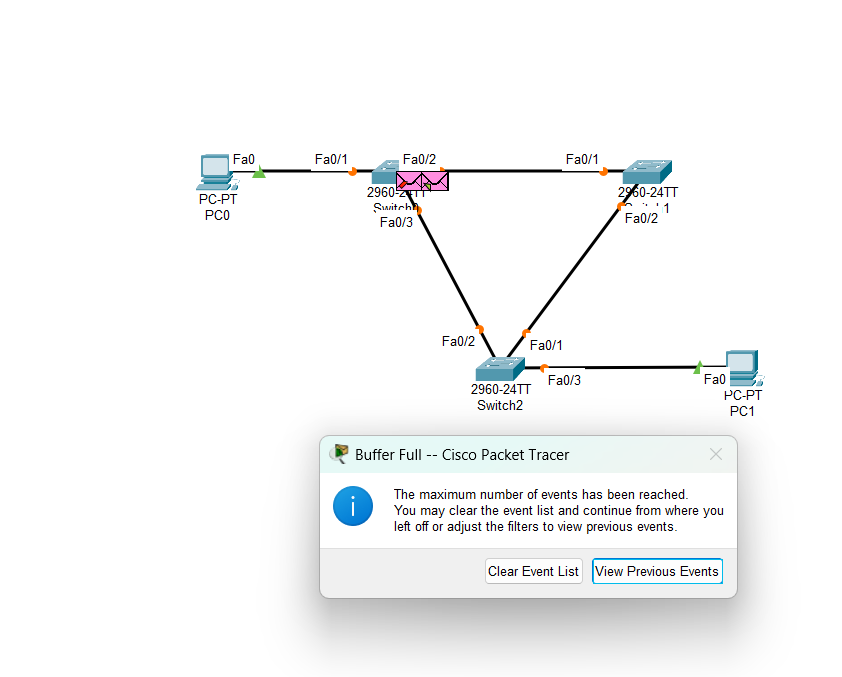 Fa0
Fa0/1
Fa0/2
Fa0/1
PC-PT
PC0
2960-24TT
Fa0/3
2960-24TT
Fa0/2
Fa0/2
Fa0/1
2960-24TT
Switch2
Fa0/3
Fa0
PC-PT
PC1
Buffer Full -- Cisco Packet Tracer
The maximum number of events has been reached.
You may clear the event list and continue from where you
left off or adjust the filters to view previous events.
Clear Event List
View Previous Events